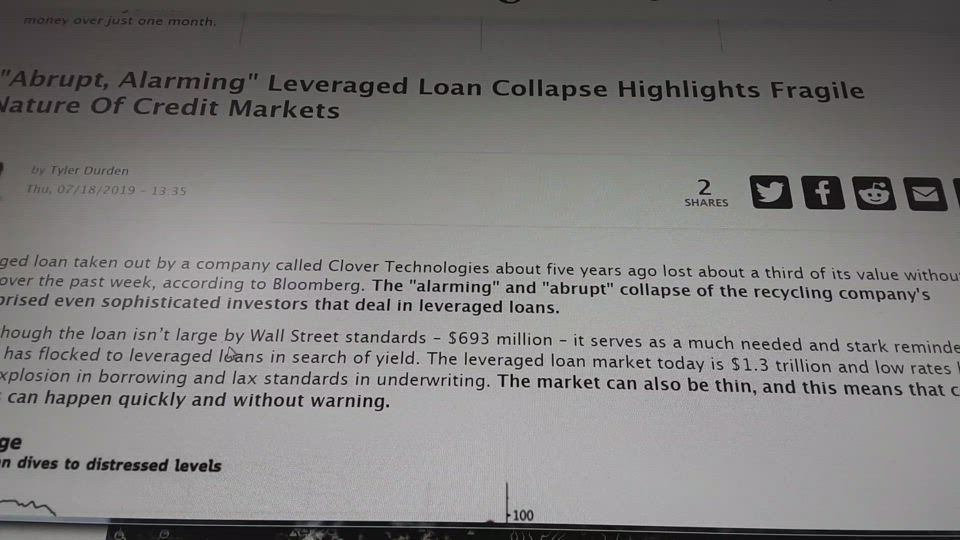 money over just one month.
"Abrupt, Alarming" Leveraged Loan Collapse Highlights Fragile
Nature Of Credit Markets
by Tyler Durden
Thu, 07/18/2019 - 13:35
2
SHARES
ged loan taken out by a company called Clover Technologies about five years ago lost about a third of its value withou
over the past week, according to Bloomberg. The "alarming" and "abrupt" collapse of the recycling company's
prised even sophisticated investors that deal in leveraged loans.
hough the loan isn't large by Wall Street standards - $693 million - it serves as a much needed and stark reminde
has flocked to leveraged loans in search of yield. The leveraged loan market today is $1.3 trillion and low rates
xplosion in borrowing and lax standards in underwriting. The market can also be thin, and this means that c
can happen quickly and without warning.
ge
n dives to distressed levels
100